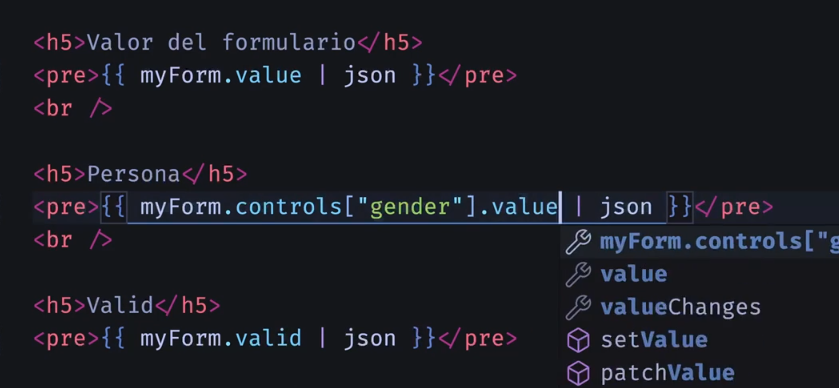 <h5>Valor del formulario</h5>
<pre>{{ myForm.value | json }}</pre>
<br />
<h5>Persona</h5>
<pre>{{ myForm.controls["gender"].value | json }}</pre>
<br />
myForm.controls["g
value
valueChanges
<h5>Valid</h5>
setValue
<pre>{{ myForm.valid | json }}</pre>
patchValue